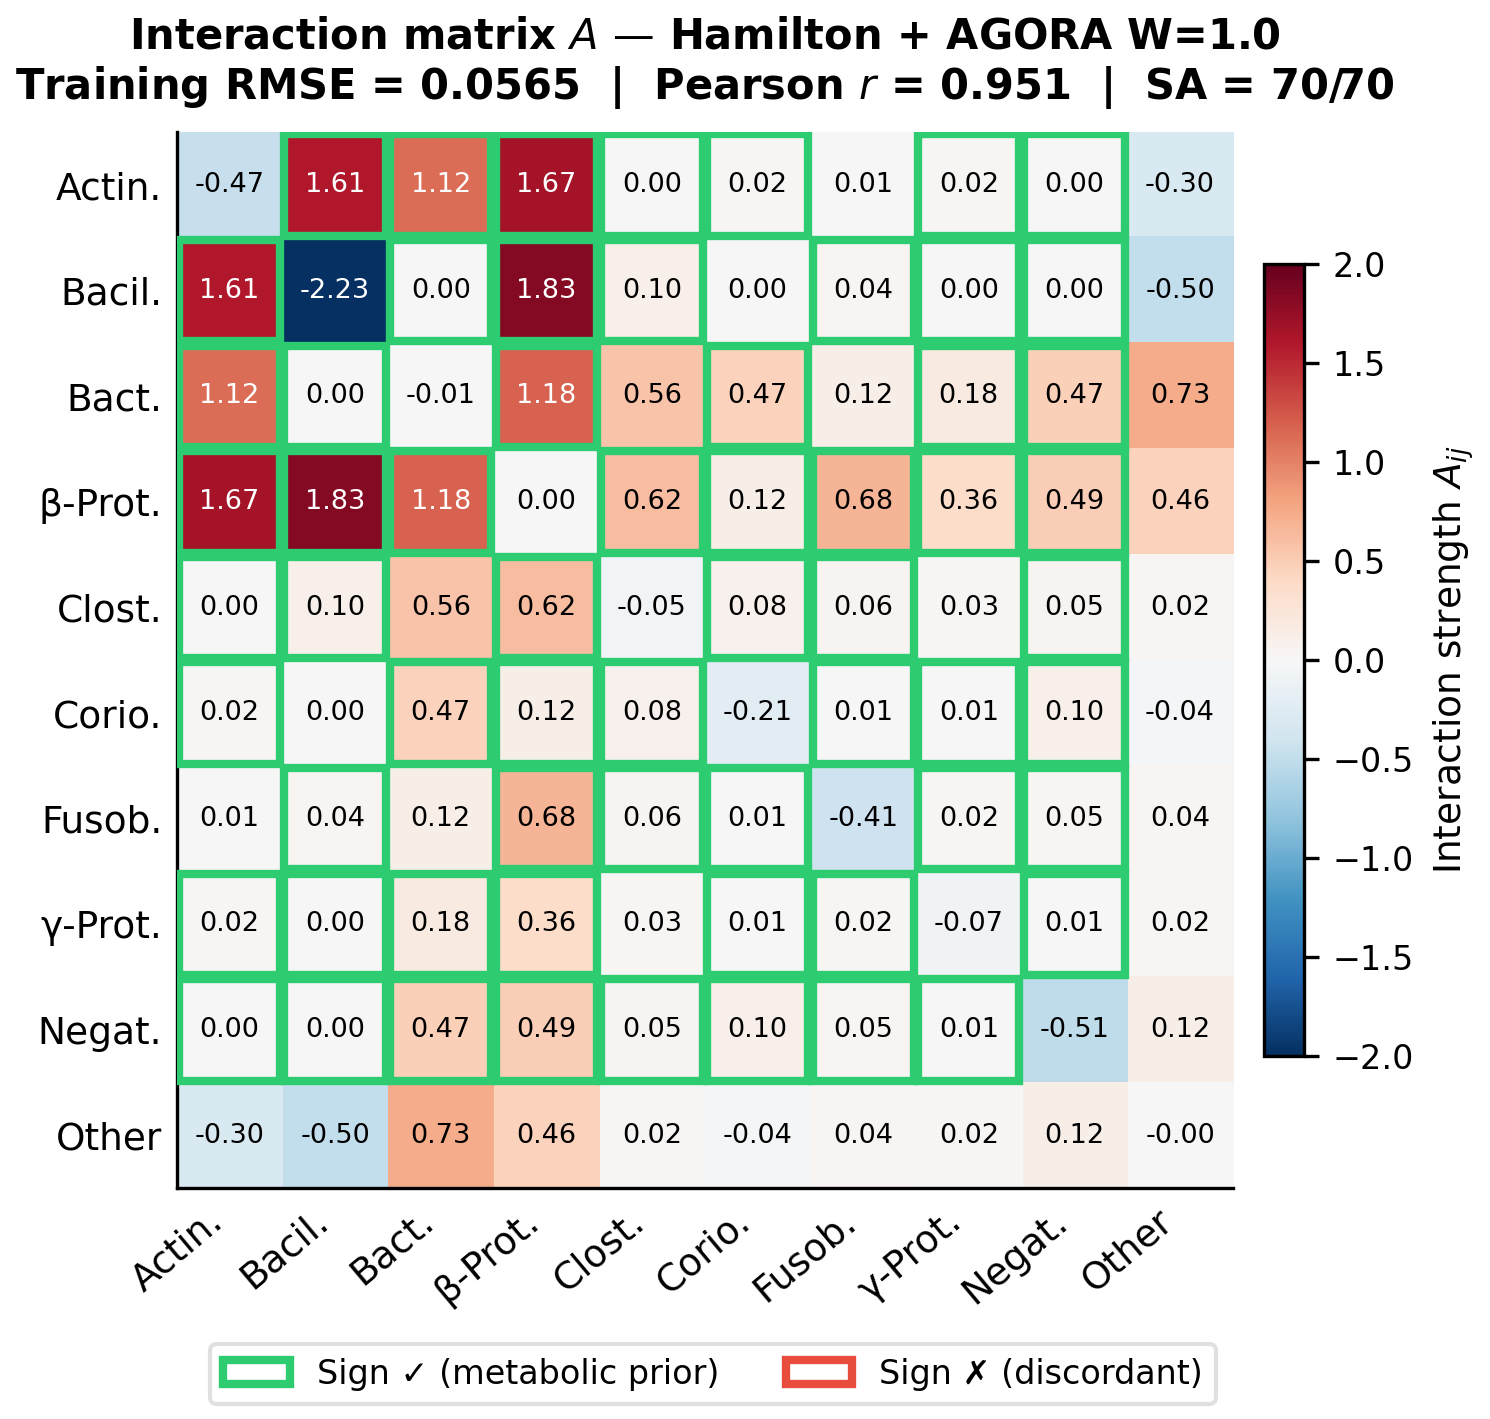 Interaction matrix A — Hamilton + AGORA W=1.0
Training RMSE = 0.0565 | Pearson r = 0.951 | SA = 70/70
Actin. -0.47 1.61 1.12 1.67 0.00 0.02 0.01 0.02 0.00 -0.30
Bacil. 1.61 -2.23 0.00 1.83 0.10 0.00 0.04 0.00 0.00 -0.50
Bact. 1.12 0.00 -0.01 1.18 0.56 0.47 0.12 0.18 0.47 0.73
β-Prot. 1.67 1.83 1.18 0.00 0.62 0.12 0.68 0.36 0.49 0.46
Clost. 0.00 0.10 0.56 0.62 -0.05 0.08 0.06 0.03 0.05 0.02
Corio. 0.02 0.00 0.47 0.12 0.08 -0.21 0.01 0.01 0.10 -0.04
Fusob. 0.01 0.04 0.12 0.68 0.06 0.01 -0.41 0.02 0.05 0.04
γ-Prot. 0.02 0.00 0.18 0.36 0.03 0.01 0.02 -0.07 0.01 0.02
Negat. 0.00 0.00 0.47 0.49 0.05 0.10 0.05 0.01 -0.51 0.12
Other -0.30 -0.50 0.73 0.46 0.02 -0.04 0.04 0.02 0.12 -0.00
Actin. Bacil. Bact. β-Prot. Clost. Corio. Fusob. γ-Prot. Negat. Other
2.0
1.5
1.0
0.5
0.0
−0.5
−1.0
−1.5
−2.0
Interaction strength Aij
Sign ✓ (metabolic prior)
Sign ✗ (discordant)